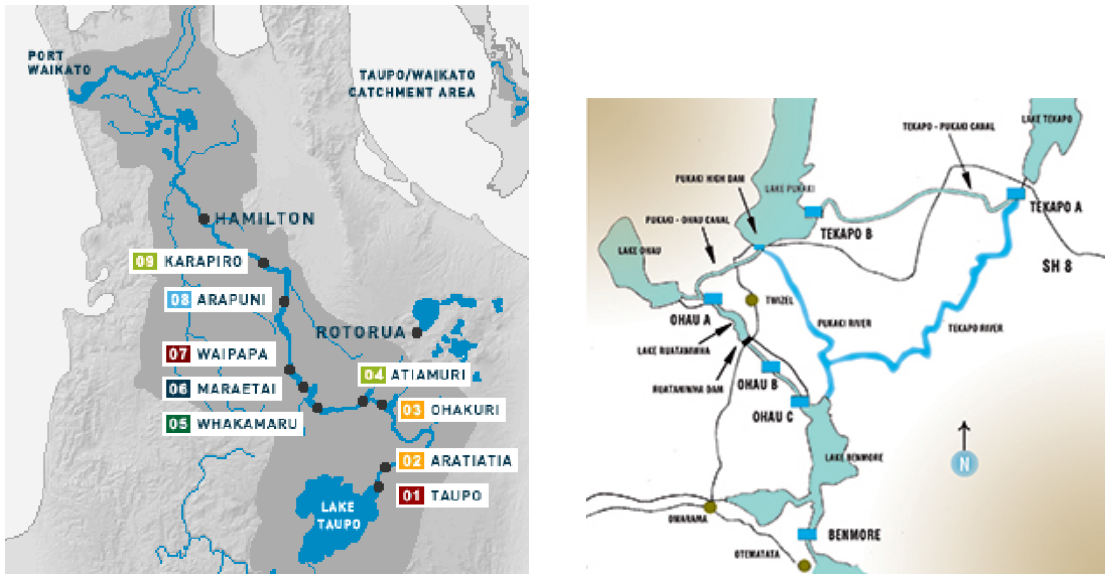 PORT
WAIKATO
TAUPO/WAIKATO
CATCHMENT AREA
HAMILTON
09 KARAPIRO
08 ARAPUNI
ROTORUA
07 WAIPAPA
04 ATIAMURI
06 MARAETAI
03 OHAKURI
05 WHAKAMARU
02 ARATIATIA
01 TAUPO
LAKE
TAUPO
LAKE TEKAPO
TEKAPO - PUKAKI CANAL
PUKAKI HIGH DAM
LAKE PUKAKI
TEKAPO A
PUKAKI - OHAU CANAL
TEKAPO B
LAKE OHAU
SH 8
TWIZEL
OHAU A
PUKAKI RIVER
TEKAPO RIVER
LAKE RUATANIWHA
OHAU B
RUATANIWHA DAM
OHAU C
LAKE BENMORE
N
OMARAMA
BENMORE
OTEMATATA